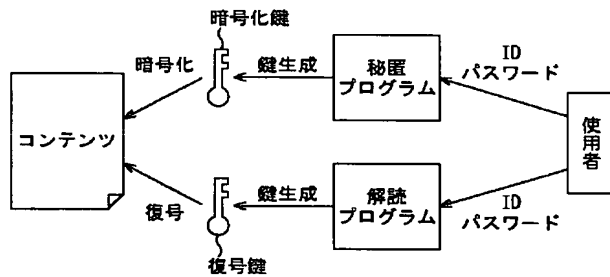 暗号化鍵
暗号化
鍵生成
秘匿
プログラム
ID
パスワード
コンテンツ
使用者
復号
鍵生成
解読
プログラム
ID
パスワード
復号鍵